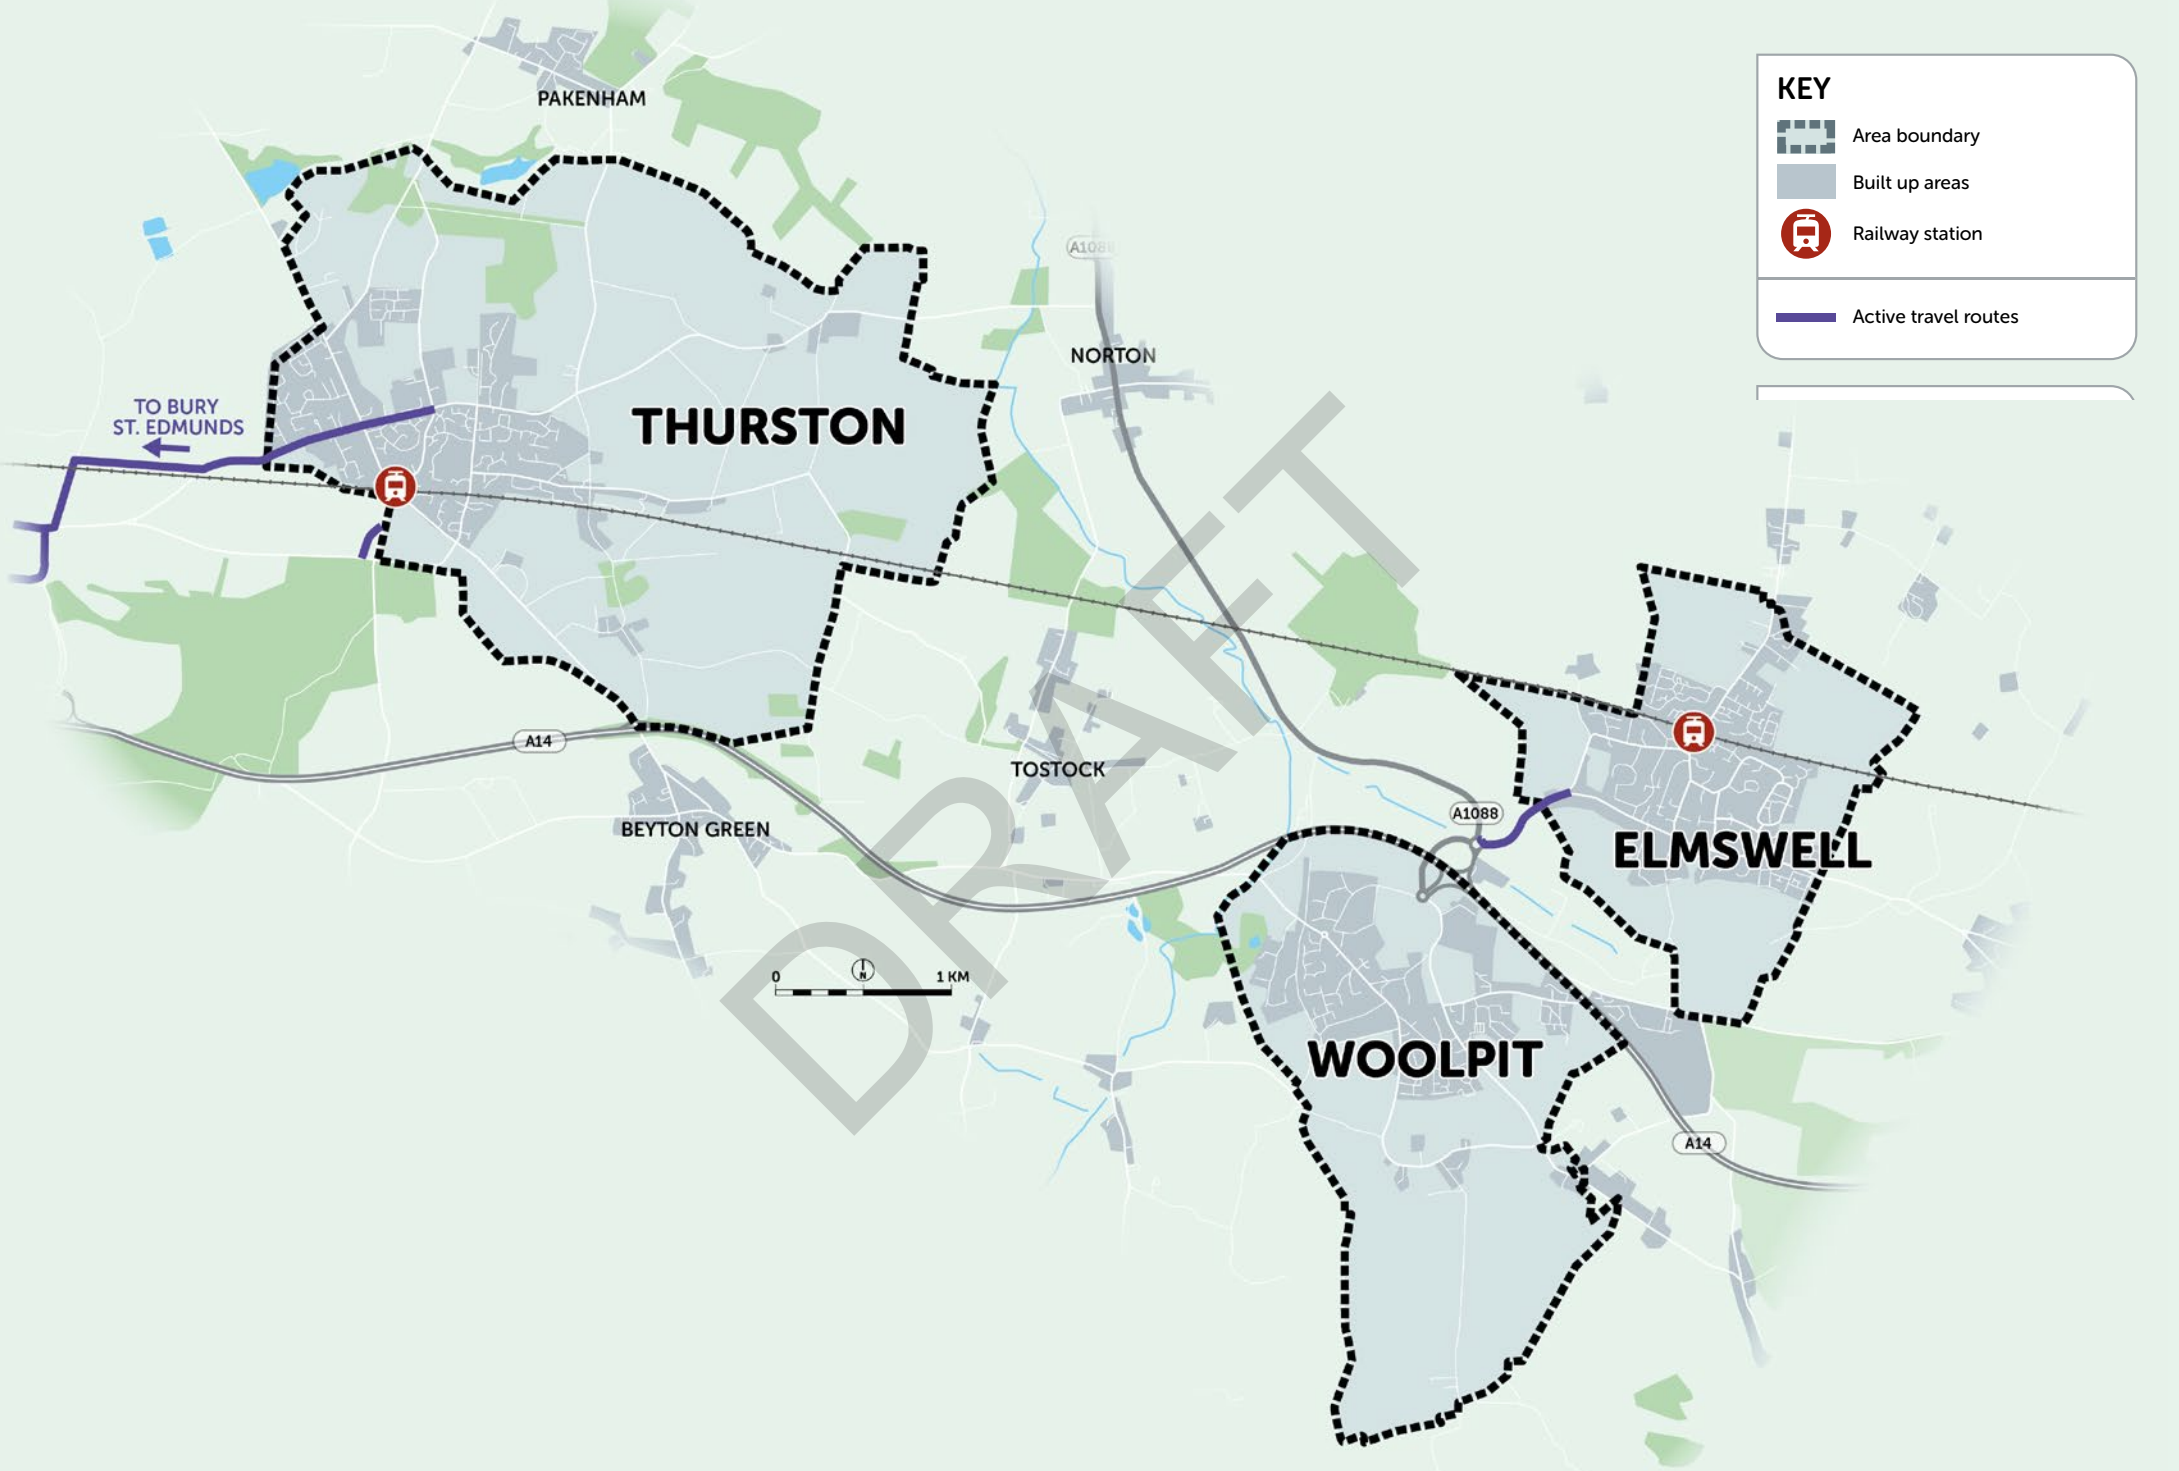 PAKENHAM
KEY
Area boundary
Built up areas
Railway station
Active travel routes
A1088
NORTON
TO BURY
ST. EDMUNDS
THURSTON
A14
TOSTOCK
BEYTON GREEN
A1088
ELMSWELL
0 N 1 KM
WOOLPIT
A14
DRAFT